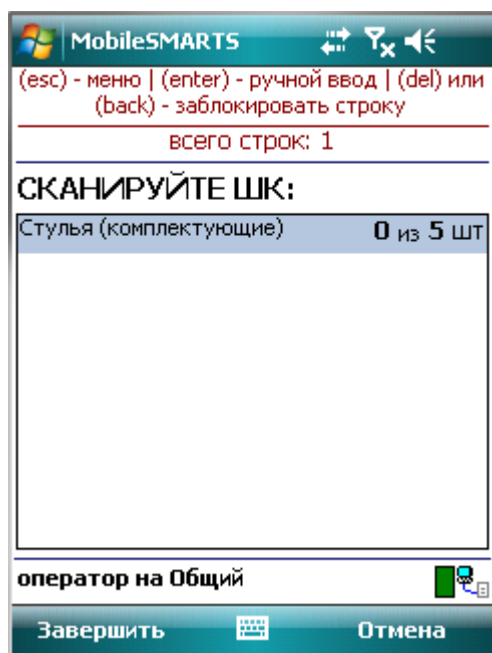 MobileSMARTS
(esc) - меню | (enter) - ручной ввод | (del) или
(back) - заблокировать строку
всего строк: 1
СКАНИРУЙТЕ ШК:
Стулья (комплектующие) 0 из 5 шт
оператор на Общий
Завершить Отмена